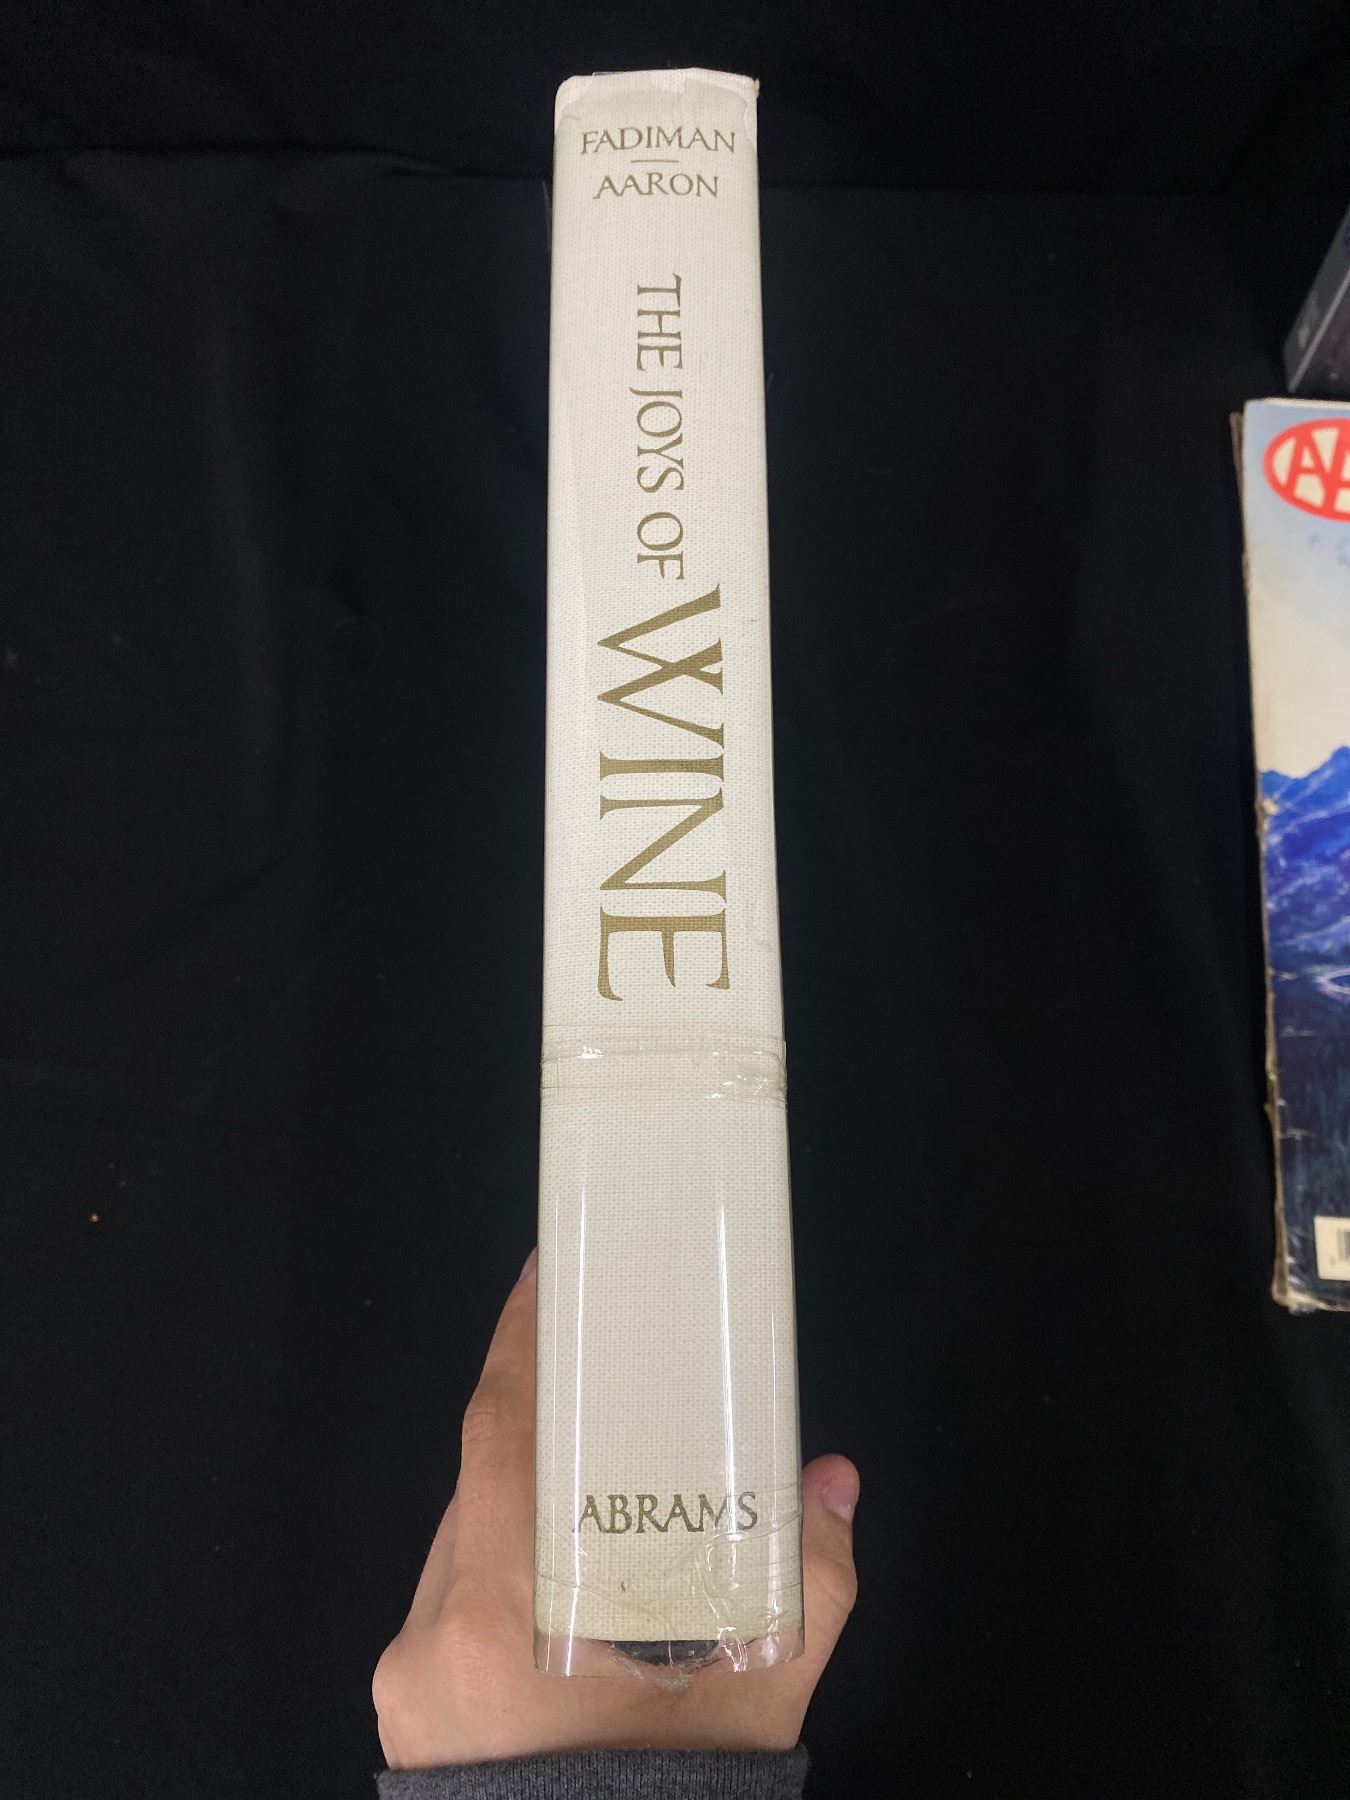 FADIMAN
AARON
THE JOYS OF WINE
ABRAMS